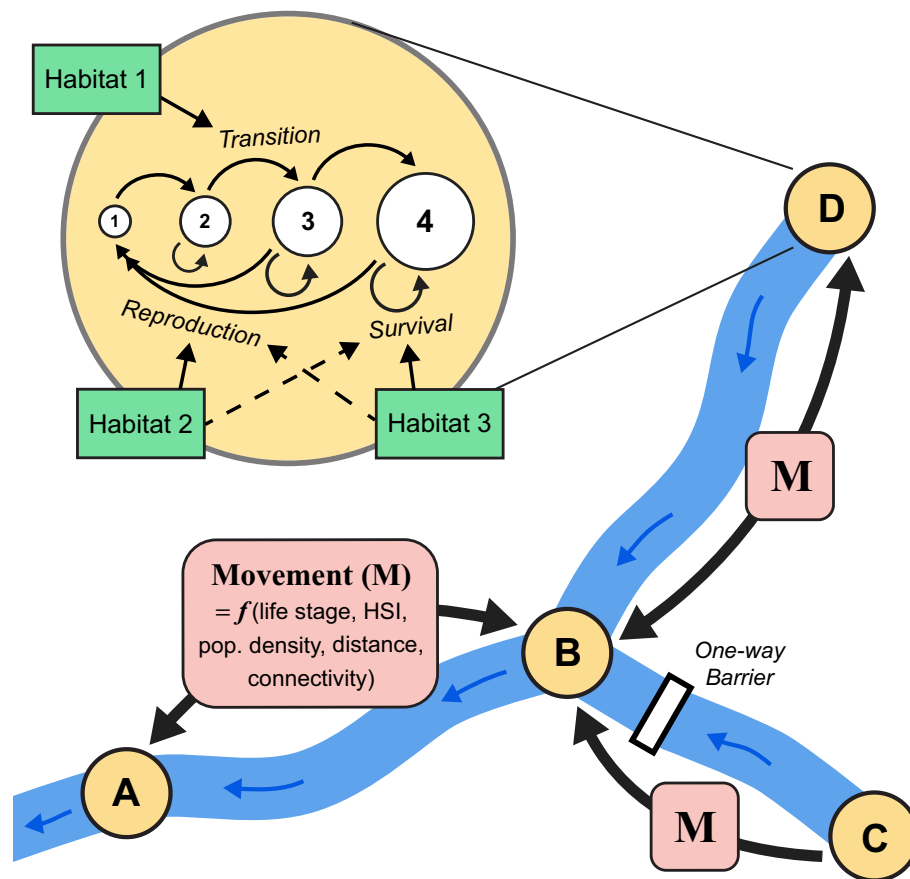 Habitat 1
Transition
1
2
3
4
Reproduction
Survival
Habitat 2
Habitat 3
D
M
Movement (M)
= f(life stage, HSI,
pop. density, distance,
connectivity)
B
One-way
Barrier
A
M
C